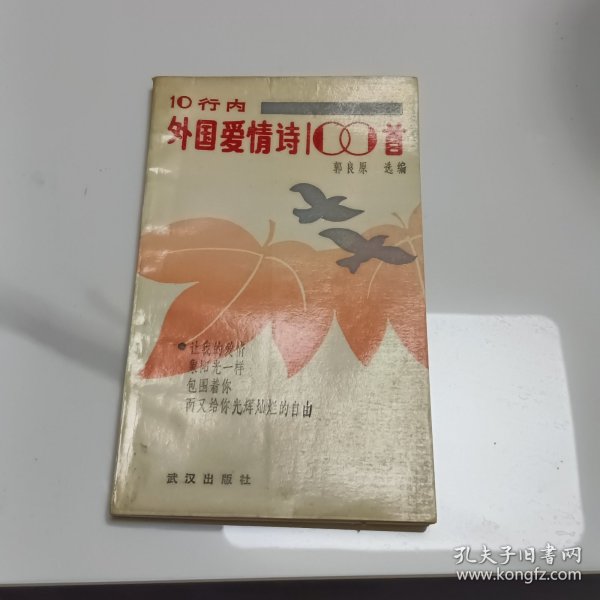 10行内
外国爱情诗100首
郭良原 选编
让我的爱情
象阳光一样
包围着你
而又给你光辉灿烂的自由
武汉出版社
孔夫子旧书网
www.kongfz.com